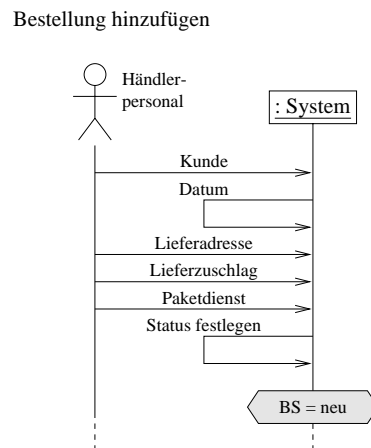 Bestellung hinzufügen
Händler-
personal
: System
Kunde
Datum
Lieferadresse
Lieferzuschlag
Paketdienst
Status festlegen
BS = neu